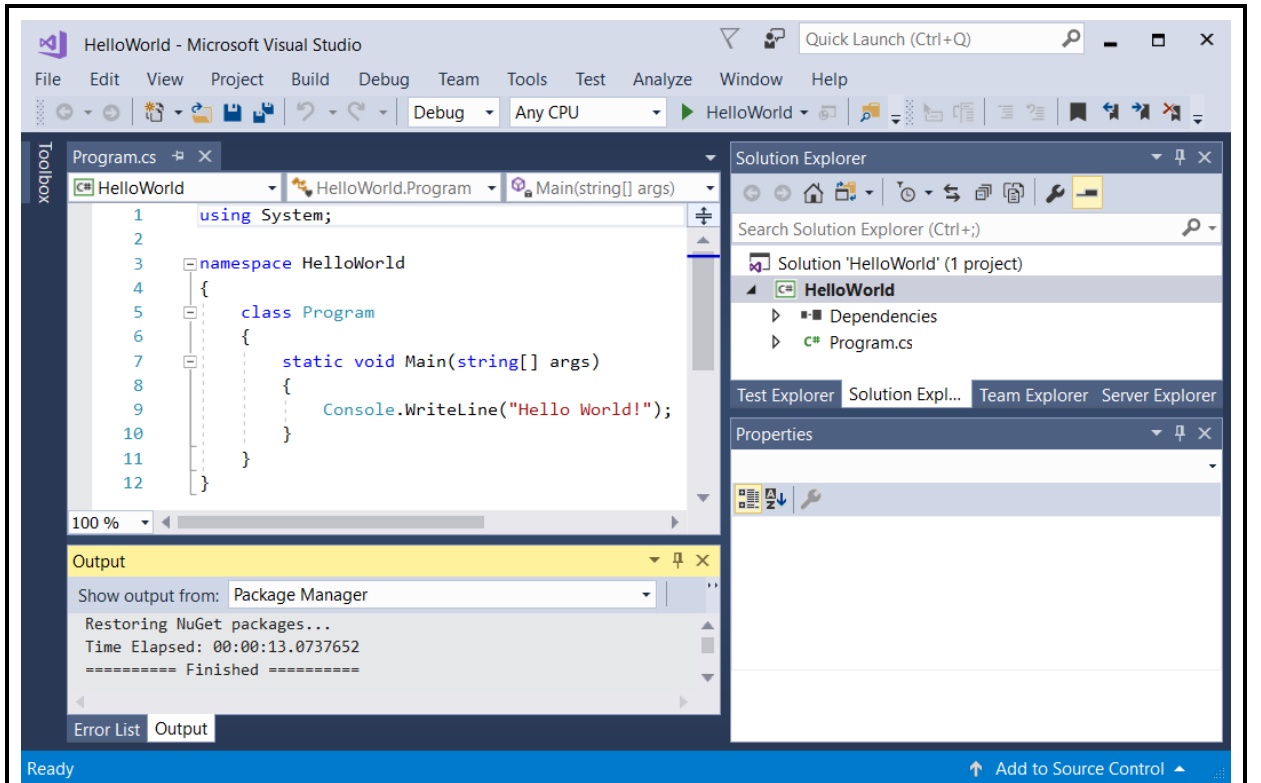 HelloWorld - Microsoft Visual Studio
Quick Launch (Ctrl+Q)
File Edit View Project Build Debug Team Tools Test Analyze Window Help
Debug Any CPU HelloWorld
Toolbox
Program.cs
HelloWorld HelloWorld.Program Main(string[] args)
1 using System;
2
3 namespace HelloWorld
4 {
5 class Program
6 {
7 static void Main(string[] args)
8 {
9 Console.WriteLine("Hello World!");
10 }
11 }
12 }
100 %
Output
Show output from: Package Manager
Restoring NuGet packages...
Time Elapsed: 00:00:13.0737652
========== Finished ==========
Error List Output
Solution Explorer
Search Solution Explorer (Ctrl+;)
Solution 'HelloWorld' (1 project)
C# HelloWorld
Dependencies
C# Program.cs
Test Explorer Solution Expl... Team Explorer Server Explorer
Properties
Ready
Add to Source Control